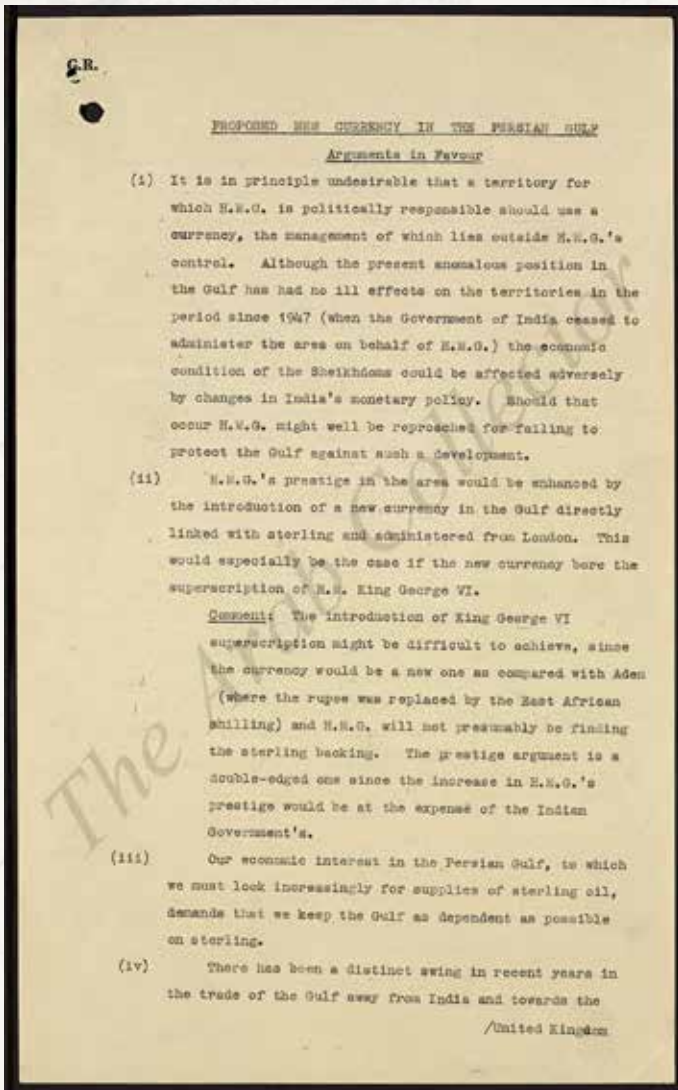 G.R.
PROPOSED NEW CURRENCY IN THE PERSIAN GULF
Arguments in Favour
(i) It is in principle undesirable that a territory for
which H.M.G. is politically responsible should use a
currency, the management of which lies outside H.M.G.'s
control. Although the present anomalous position in
the Gulf has had no ill effects on the territories in the
period since 1947 (when the Government of India ceased to
administer the area on behalf of H.M.G.) the economic
condition of the Sheikhdoms could be affected adversely
by changes in India's monetary policy. Should that
occur H.M.G. might well be reproached for failing to
protect the Gulf against such a development.
(ii) H.M.G.'s prestige in the area would be enhanced by
the introduction of a new currency in the Gulf directly
linked with sterling and administered from London. This
would especially be the case if the new currency bore the
superscription of H.M. King George VI.
Comment: The introduction of King George VI
superscription might be difficult to achieve, since
the currency would be a new one as compared with Aden
(where the rupee was replaced by the East African
shilling) and H.M.G. will not presumably be finding
the sterling backing. The prestige argument is a
double-edged one since the increase in H.M.G.'s
prestige would be at the expense of the Indian
Government's.
(iii) Our economic interest in the Persian Gulf, to which
we must look increasingly for supplies of sterling oil,
demands that we keep the Gulf as dependent as possible
on sterling.
(iv) There has been a distinct swing in recent years in
the trade of the Gulf away from India and towards the
/United Kingdom
The Arab Collector